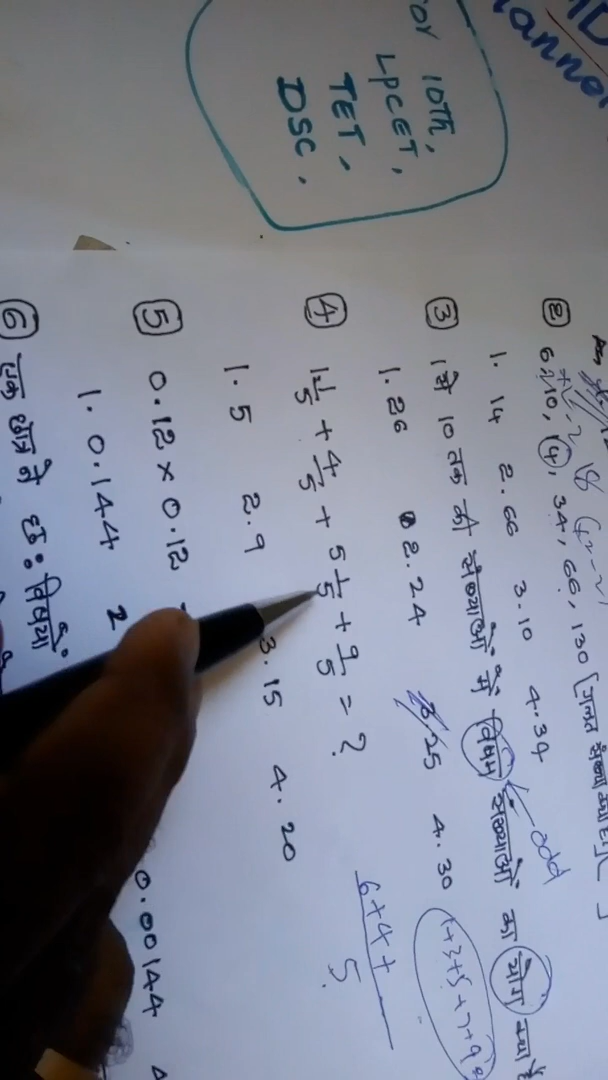 For 10th,
LPCET,
TET,
DSC.
② 6, 10, 14, 34, 66, 130 [गलत संख्या क्या है]
1. 14 2. 66 3. 10 4. 34
③ 1 से 10 तक की संख्याओं में विषम संख्याओं का योग क्या है
odd
1. 26 2. 24 3. 25 4. 30
1+3+5+7+9
④ 1 1/5 + 4/5 + 5 1/5 + 9/5 = ?
6+4+
5
1. 5 2. 9 3. 15 4. 20
⑤ 0.12 × 0.12
1. 0.144 2 0.00144
⑥ एक छात्र ने छह: विषयों